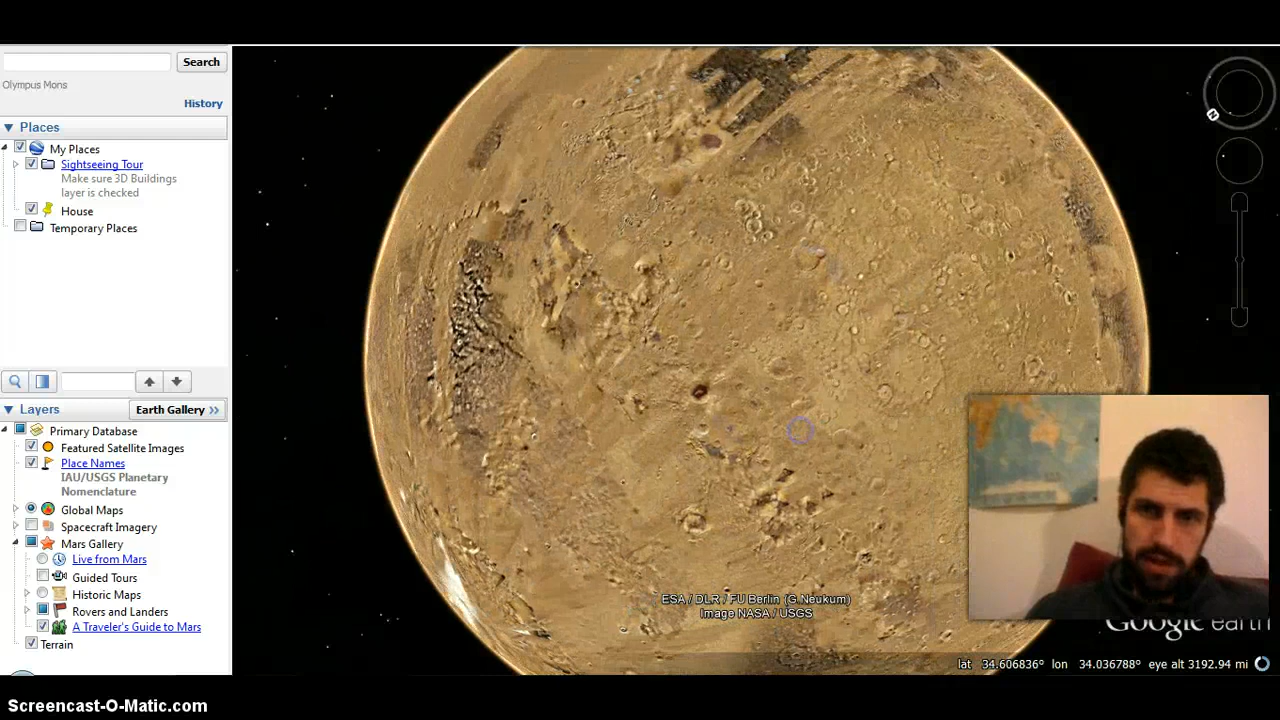 Search
Olympus Mons
History
Places
My Places
Sightseeing Tour
Make sure 3D Buildings
layer is checked
House
Temporary Places
Layers
Earth Gallery >>
Primary Database
Featured Satellite Images
Place Names
IAU/USGS Planetary
Nomenclature
Global Maps
Spacecraft Imagery
Mars Gallery
Live from Mars
Guided Tours
Historic Maps
Rovers and Landers
A Traveler's Guide to Mars
Terrain
ESA / DLR / FU Berlin (G.Neukum)
Image NASA / USGS
Google earth
lat 34.606836° lon 34.036788° eye alt 3192.94 mi
Screencast-O-Matic.com